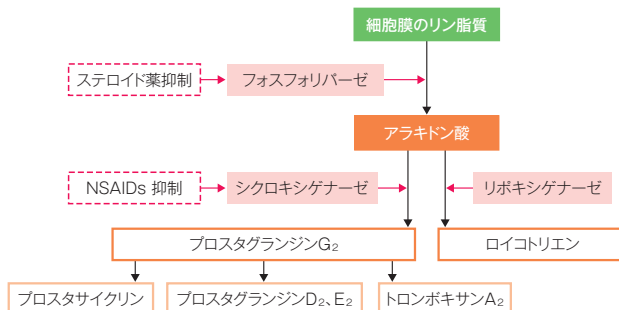 細胞膜のリン脂質
ステロイド薬抑制
フォスフォリパーゼ
アラキドン酸
NSAIDs 抑制
シクロキシゲナーゼ
リポキシゲナーゼ
プロスタグランジンG₂
ロイコトリエン
プロスタサイクリン
プロスタグランジンD₂、E₂
トロンボキサンA₂